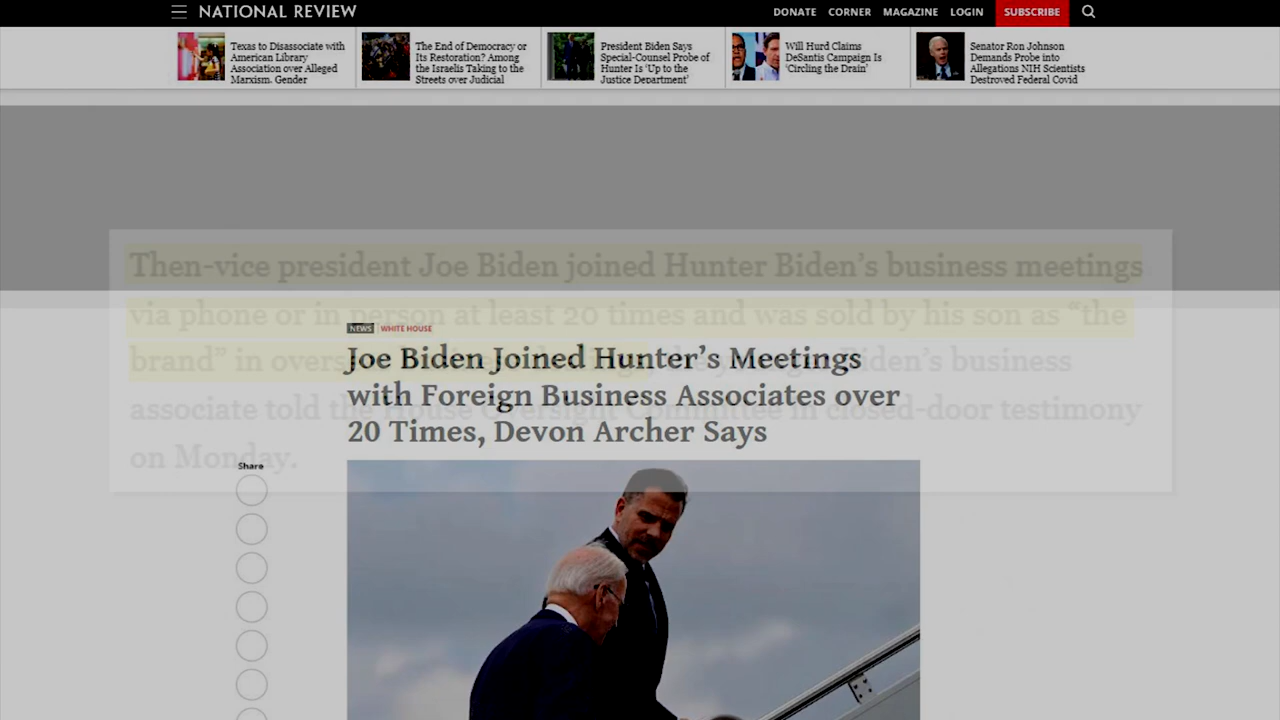 NATIONAL REVIEW
DONATE CORNER MAGAZINE LOGIN SUBSCRIBE
Texas to Disassociate with
American Library
Association over Alleged
Marxism, Gender
The End of Democracy or
Its Restoration? Among
the Israelis Taking to the
Streets over Judicial
President Biden Says
Special-Counsel Probe of
Hunter Is 'Up to the
Justice Department'
Will Hurd Claims
DeSantis Campaign Is
'Circling the Drain'
Senator Ron Johnson
Demands Probe into
Allegations NIH Scientists
Destroyed Federal Covid
Then-vice president Joe Biden joined Hunter Biden's business meetings
via phone or in person at least 20 times and was sold by his son as “the
brand” in overs Biden's business
associate told the House Oversight Committee in closed-door testimony
on Monday.
NEWS WHITE HOUSE
Joe Biden Joined Hunter's Meetings
with Foreign Business Associates over
20 Times, Devon Archer Says
Share